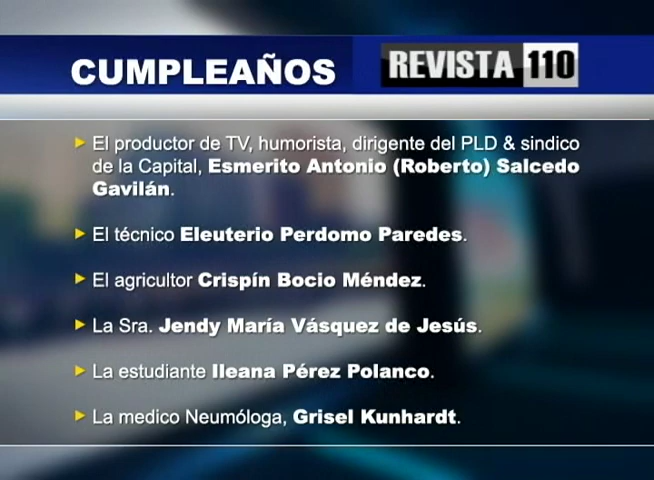 CUMPLEAÑOS
REVISTA 110
El productor de TV, humorista, dirigente del PLD & sindico
de la Capital, Esmerito Antonio (Roberto) Salcedo
Gavilán.
El técnico Eleuterio Perdomo Paredes.
El agricultor Crispín Bocio Méndez.
La Sra. Jendy María Vásquez de Jesús.
La estudiante Ileana Pérez Polanco.
La medico Neumóloga, Grisel Kunhardt.